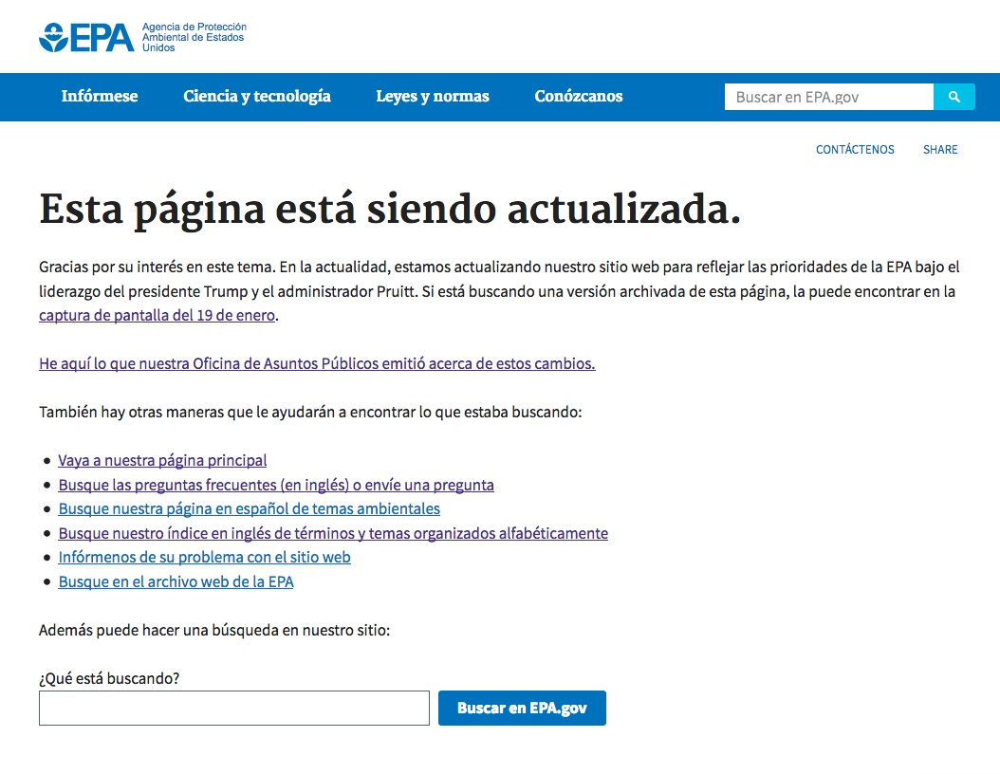 EPA
Agencia de Protección
Ambiental de Estados
Unidos
Infórmese Ciencia y tecnología Leyes y normas Conózcanos Buscar en EPA.gov
CONTÁCTENOS SHARE
Esta página está siendo actualizada.
Gracias por su interés en este tema. En la actualidad, estamos actualizando nuestro sitio web para reflejar las prioridades de la EPA bajo el
liderazgo del presidente Trump y el administrador Pruitt. Si está buscando una versión archivada de esta página, la puede encontrar en la
captura de pantalla del 19 de enero.
He aquí lo que nuestra Oficina de Asuntos Públicos emitió acerca de estos cambios.
También hay otras maneras que le ayudarán a encontrar lo que estaba buscando:
• Vaya a nuestra página principal
• Busque las preguntas frecuentes (en inglés) o envíe una pregunta
• Busque nuestra página en español de temas ambientales
• Busque nuestro índice en inglés de términos y temas organizados alfabéticamente
• Infórmenos de su problema con el sitio web
• Busque en el archivo web de la EPA
Además puede hacer una búsqueda en nuestro sitio:
¿Qué está buscando?
Buscar en EPA.gov